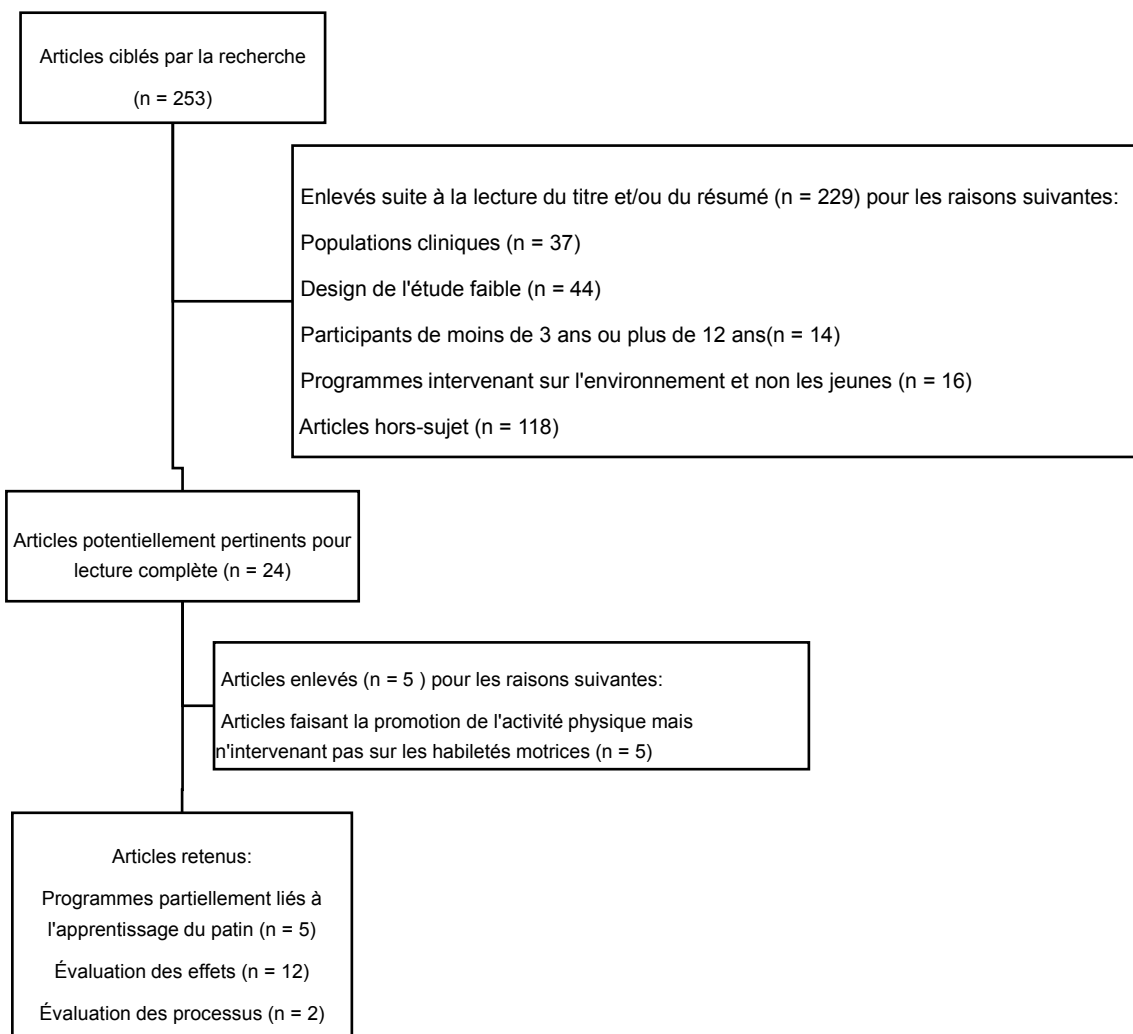 Articles ciblés par la recherche
(n = 253)
Enlevés suite à la lecture du titre et/ou du résumé (n = 229) pour les raisons suivantes:
Populations cliniques (n = 37)
Design de l'étude faible (n = 44)
Participants de moins de 3 ans ou plus de 12 ans(n = 14)
Programmes intervenant sur l'environnement et non les jeunes (n = 16)
Articles hors-sujet (n = 118)
Articles potentiellement pertinents pour
lecture complète (n = 24)
Articles enlevés (n = 5 ) pour les raisons suivantes:
Articles faisant la promotion de l'activité physique mais
n'intervenant pas sur les habiletés motrices (n = 5)
Articles retenus:
Programmes partiellement liés à
l'apprentissage du patin (n = 5)
Évaluation des effets (n = 12)
Évaluation des processus (n = 2)